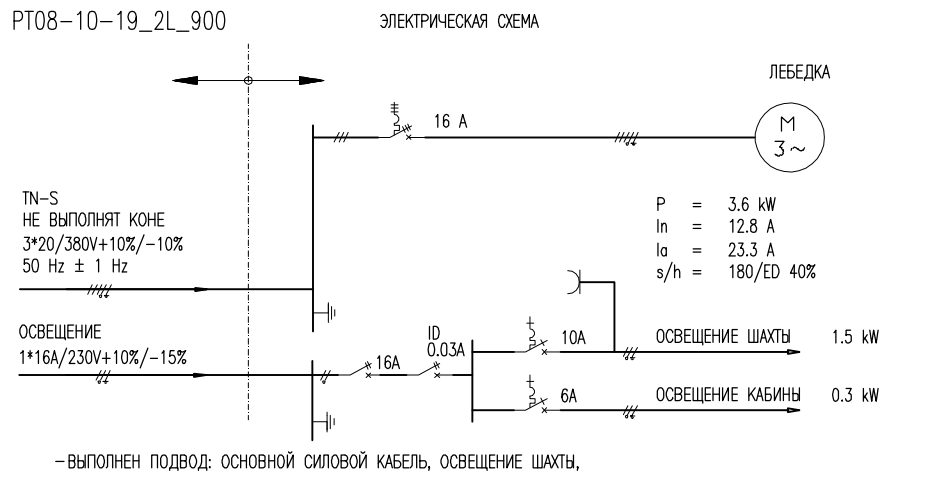 PT08-10-19_2L_900
ЭЛЕКТРИЧЕСКАЯ СХЕМА
ЛЕБЕДКА
16 A
M
3~
TN-S
НЕ ВЫПОЛНЯТ КОНЕ
3*20/380V+10%/-10%
50 Hz ± 1 Hz
P = 3.6 kW
In = 12.8 A
Ia = 23.3 A
s/h = 180/ED 40%
ОСВЕЩЕНИЕ
1*16A/230V+10%/-15%
16A
ID
0.03A
10A
ОСВЕЩЕНИЕ ШАХТЫ 1.5 kW
6A
ОСВЕЩЕНИЕ КАБИНЫ 0.3 kW
-ВЫПОЛНЕН ПОДВОД: ОСНОВНОЙ СИЛОВОЙ КАБЕЛЬ, ОСВЕЩЕНИЕ ШАХТЫ,